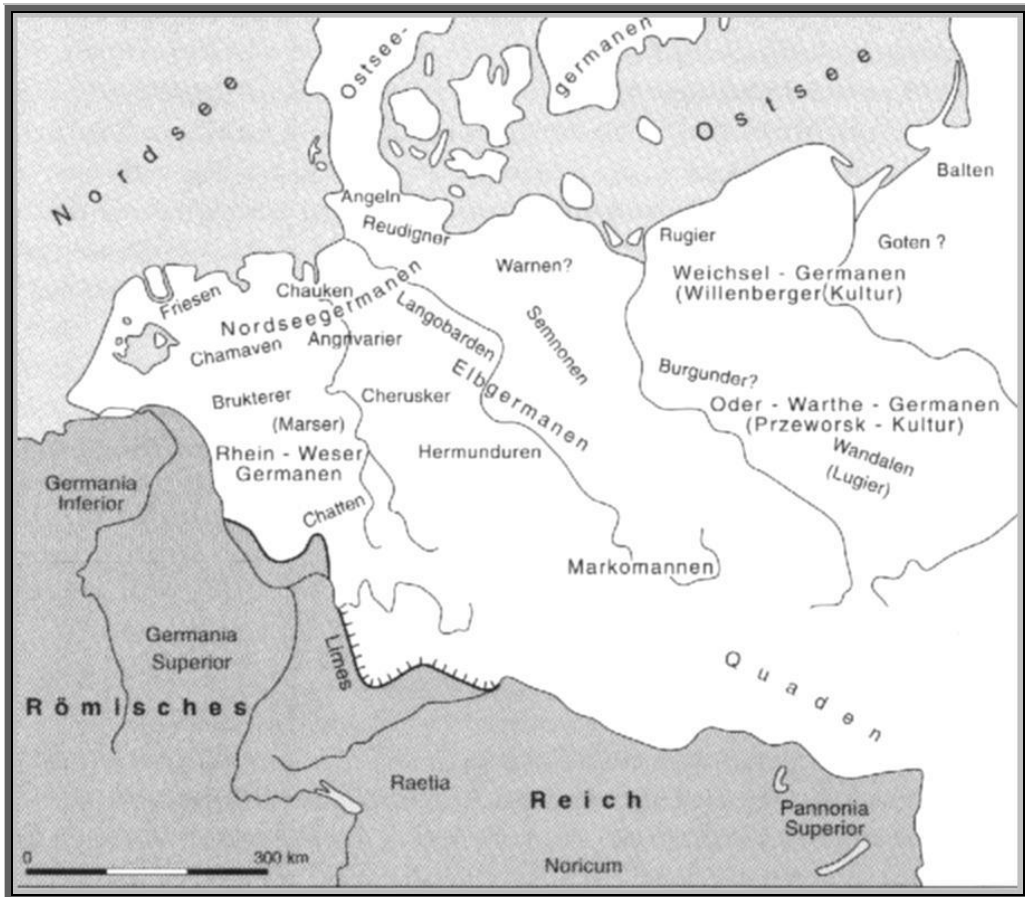 Nordsee
Ostsee-
germanen
Ostsee
Balten
Angeln
Reudigner
Rugier
Goten ?
Warnen?
Weichsel - Germanen
(Willenberger Kultur)
Friesen
Chauken
Nordseegermanen
Langobarden
Semnonen
Chamaven
Angrivarier
Elbgermanen
Burgunder?
Brukterer
Cherusker
Oder - Warthe - Germanen
(Przeworsk - Kultur)
(Marser)
Rhein - Weser
Germanen
Hermunduren
Wandalen
(Lugier)
Germania
Inferior
Chatten
Markomannen
Germania
Superior
Limes
Quaden
Römisches
Raetia
Reich
Pannonia
Superior
0
300 km
Noricum